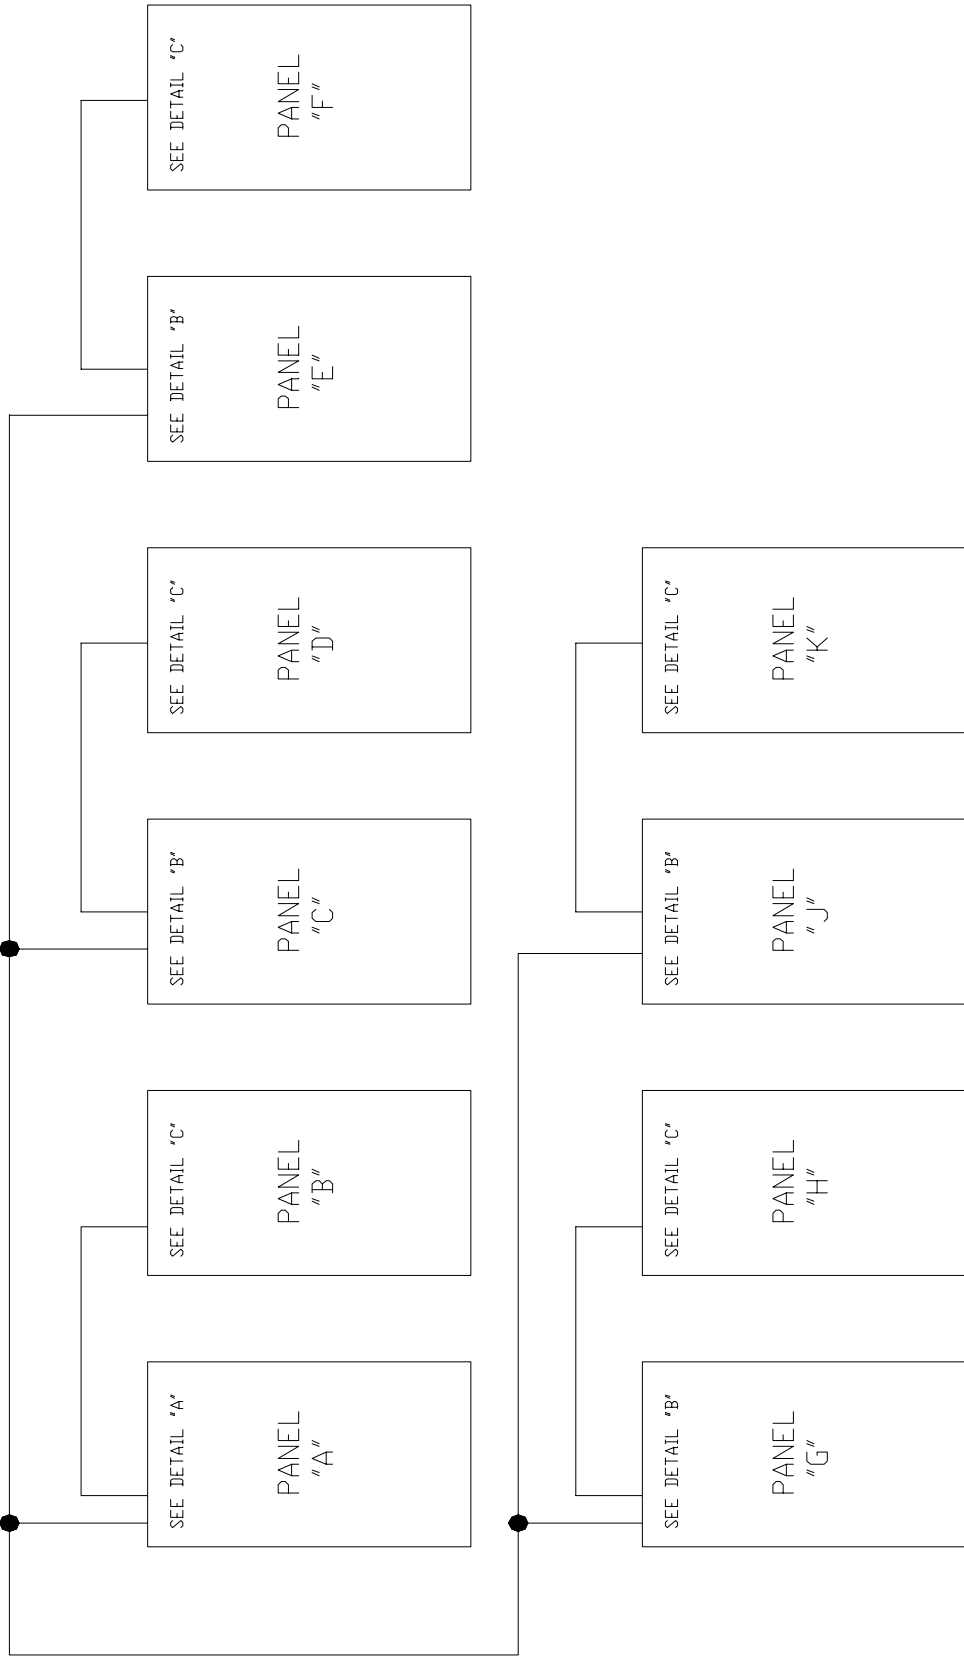 SEE DETAIL "A"
PANEL
"A"
SEE DETAIL "C"
PANEL
"B"
SEE DETAIL "B"
PANEL
"C"
SEE DETAIL "C"
PANEL
"D"
SEE DETAIL "B"
PANEL
"E"
SEE DETAIL "C"
PANEL
"F"
SEE DETAIL "B"
PANEL
"G"
SEE DETAIL "C"
PANEL
"H"
SEE DETAIL "B"
PANEL
"J"
SEE DETAIL "C"
PANEL
"K"